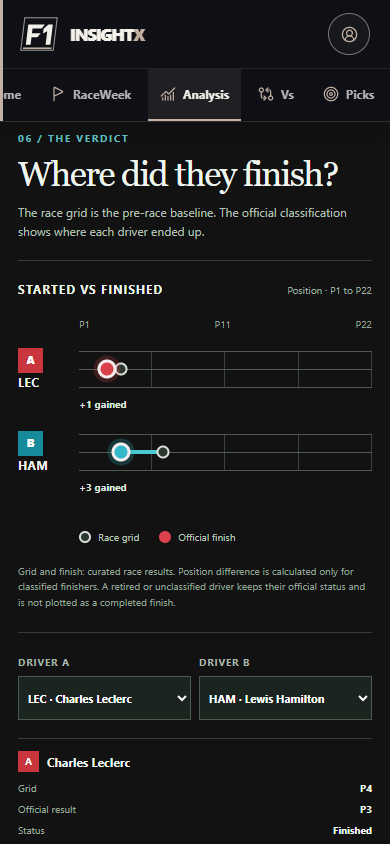 F1 INSIGHTX
ome RaceWeek Analysis Vs Picks
06 / THE VERDICT
Where did they finish?
The race grid is the pre-race baseline. The official classification
shows where each driver ended up.
STARTED VS FINISHED
Position · P1 to P22
P1 P11 P22
A
LEC
+1 gained
B
HAM
+3 gained
Race grid Official finish
Grid and finish: curated race results. Position difference is calculated only for
classified finishers. A retired or unclassified driver keeps their official status and
is not plotted as a completed finish.
DRIVER A DRIVER B
LEC · Charles Leclerc HAM · Lewis Hamilton
A Charles Leclerc
Grid P4
Official result P3
Status Finished